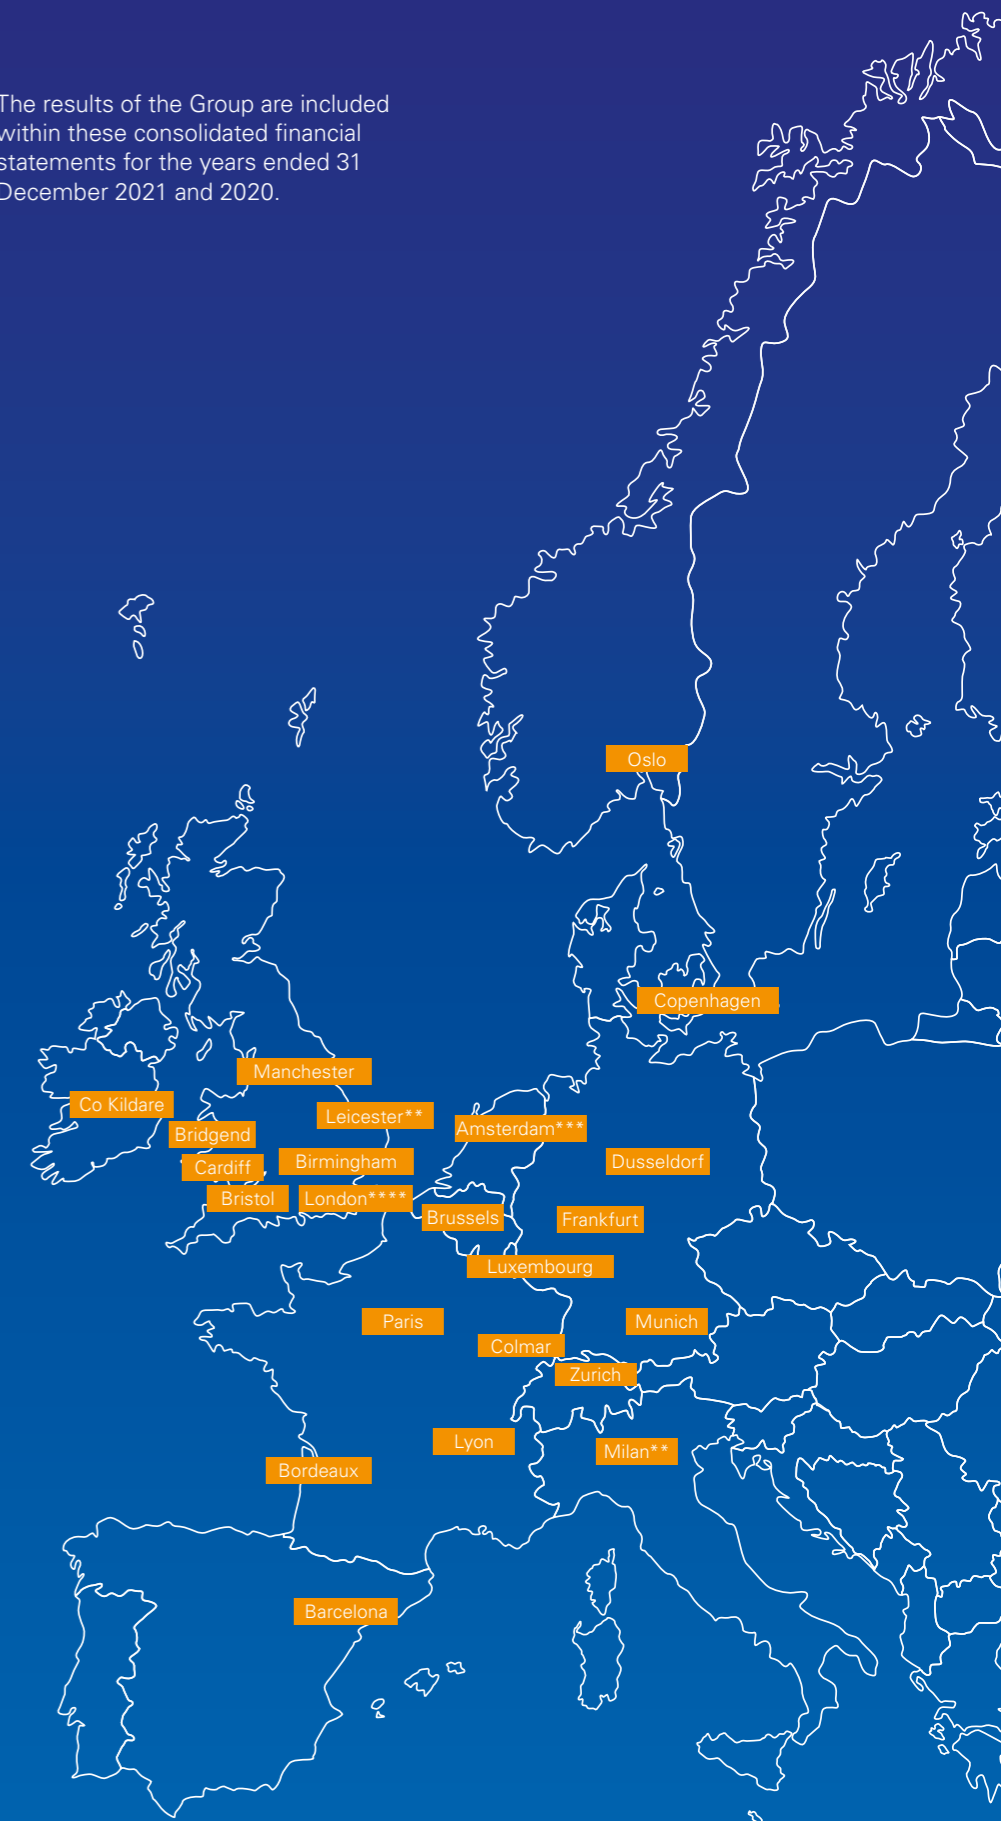 The results of the Group are included
within these consolidated financial
statements for the years ended 31
December 2021 and 2020.
Oslo
Copenhagen
Manchester
Co Kildare
Leicester**
Amsterdam***
Bridgend
Birmingham
Dusseldorf
Cardiff
Bristol
London****
Brussels
Frankfurt
Luxembourg
Paris
Munich
Colmar
Zurich
Lyon
Milan**
Bordeaux
Barcelona